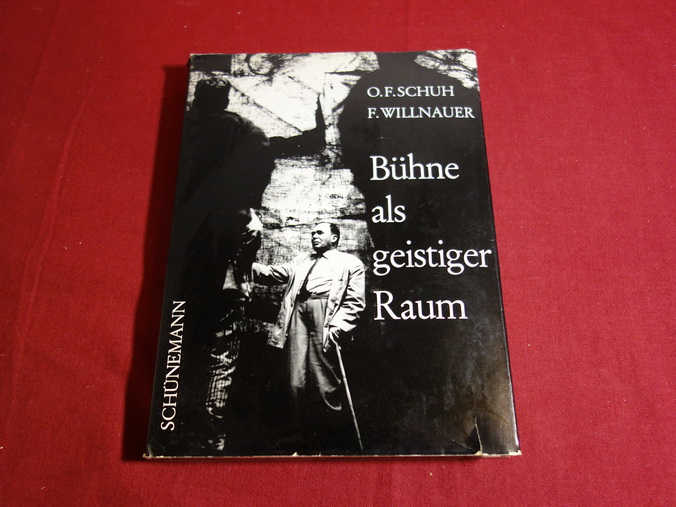 O.F.SCHUH
F.WILLNAUER
Bühne
als
geistiger
Raum
SCHÜNEMANN